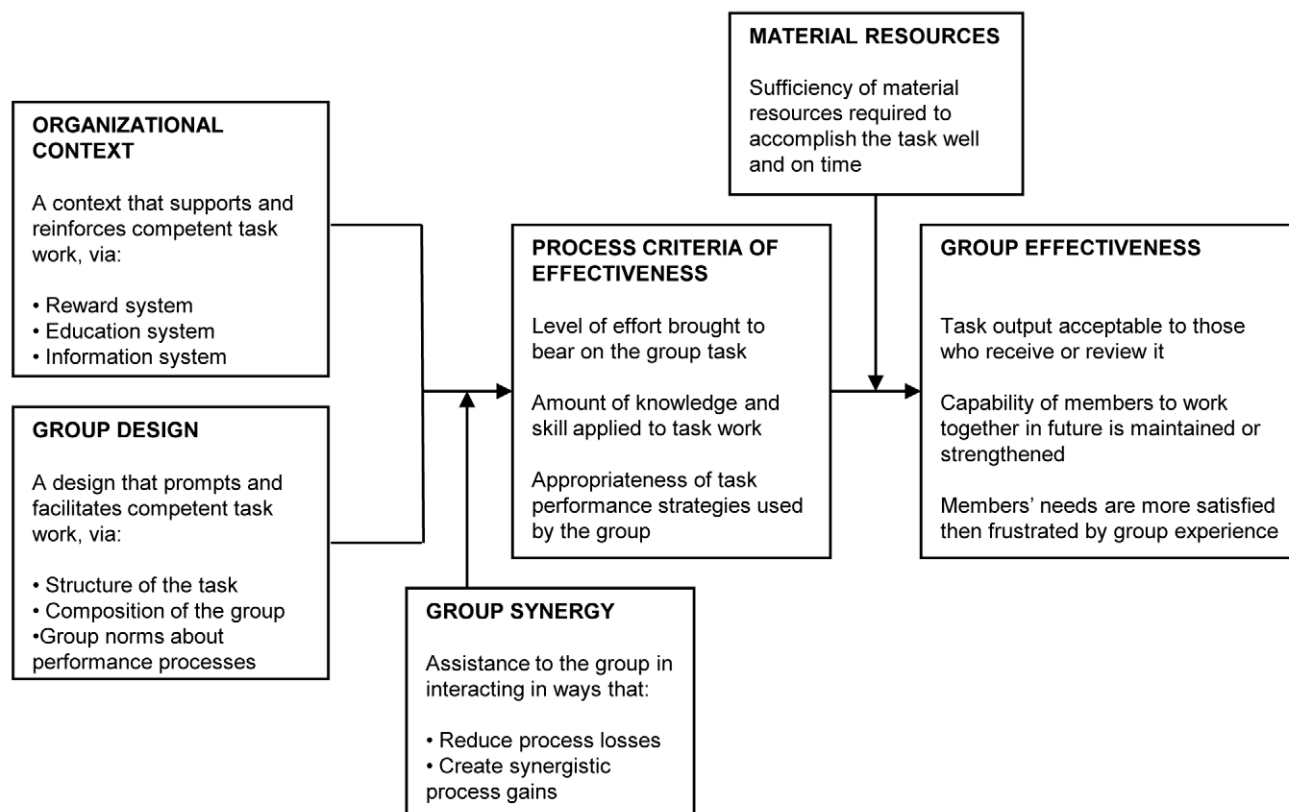 ORGANIZATIONAL
CONTEXT
A context that supports and
reinforces competent task
work, via:
• Reward system
• Education system
• Information system
GROUP DESIGN
A design that prompts and
facilitates competent task
work, via:
• Structure of the task
• Composition of the group
•Group norms about
performance processes
GROUP SYNERGY
Assistance to the group in
interacting in ways that:
• Reduce process losses
• Create synergistic
process gains
PROCESS CRITERIA OF
EFFECTIVENESS
Level of effort brought to
bear on the group task
Amount of knowledge and
skill applied to task work
Appropriateness of task
performance strategies used
by the group
MATERIAL RESOURCES
Sufficiency of material
resources required to
accomplish the task well
and on time
GROUP EFFECTIVENESS
Task output acceptable to those
who receive or review it
Capability of members to work
together in future is maintained or
strengthened
Members’ needs are more satisfied
then frustrated by group experience